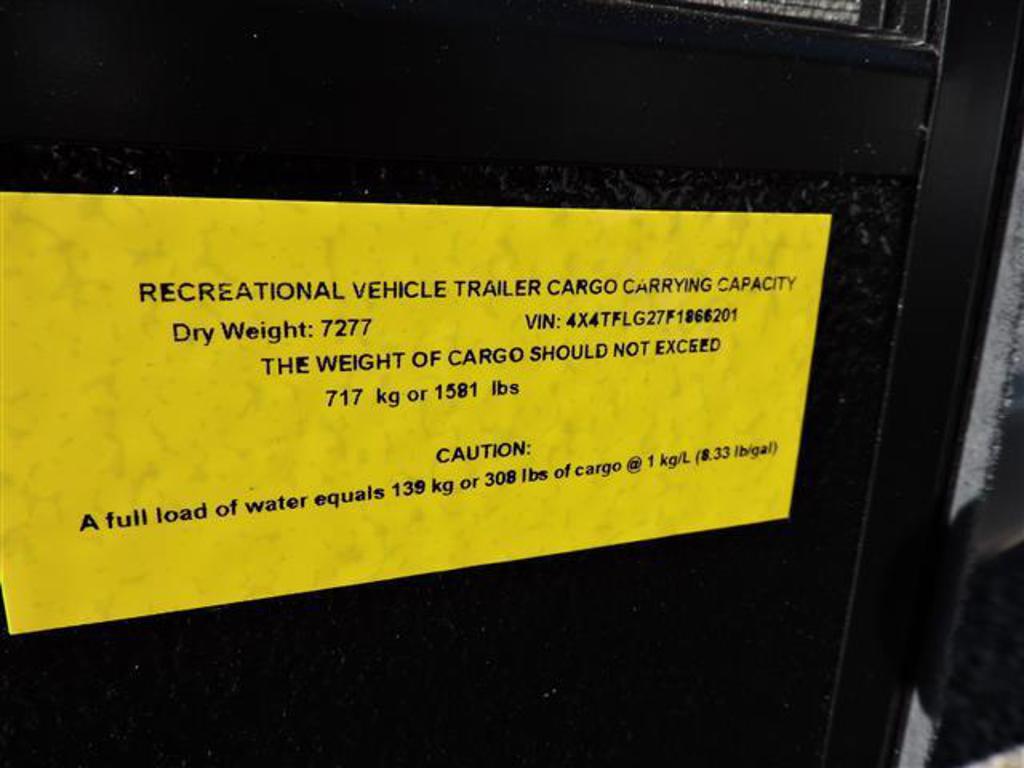 RECREATIONAL VEHICLE TRAILER CARGO CARRYING CAPACITY
Dry Weight: 7277 VIN: 4X4TFLG27F1866201
THE WEIGHT OF CARGO SHOULD NOT EXCEED
717 kg or 1581 lbs
CAUTION:
A full load of water equals 139 kg or 308 lbs of cargo @ 1 kg/L (8.33 lb/gal)